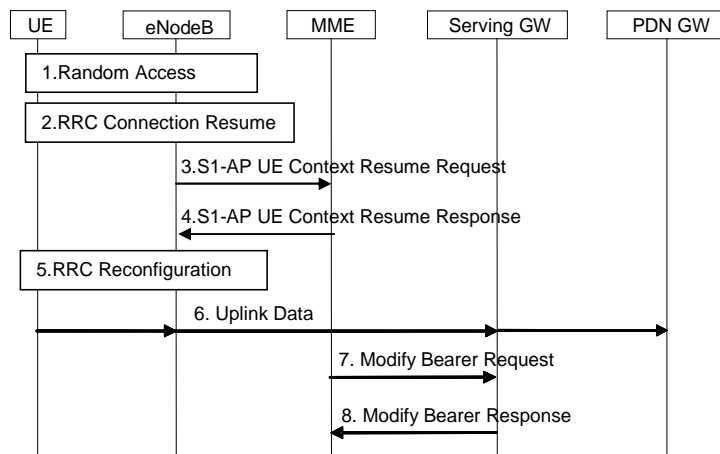 UE eNodeB MME Serving GW PDN GW
1.Random Access
2.RRC Connection Resume
3.S1-AP UE Context Resume Request
4.S1-AP UE Context Resume Response
5.RRC Reconfiguration
6. Uplink Data
7. Modify Bearer Request
8. Modify Bearer Response